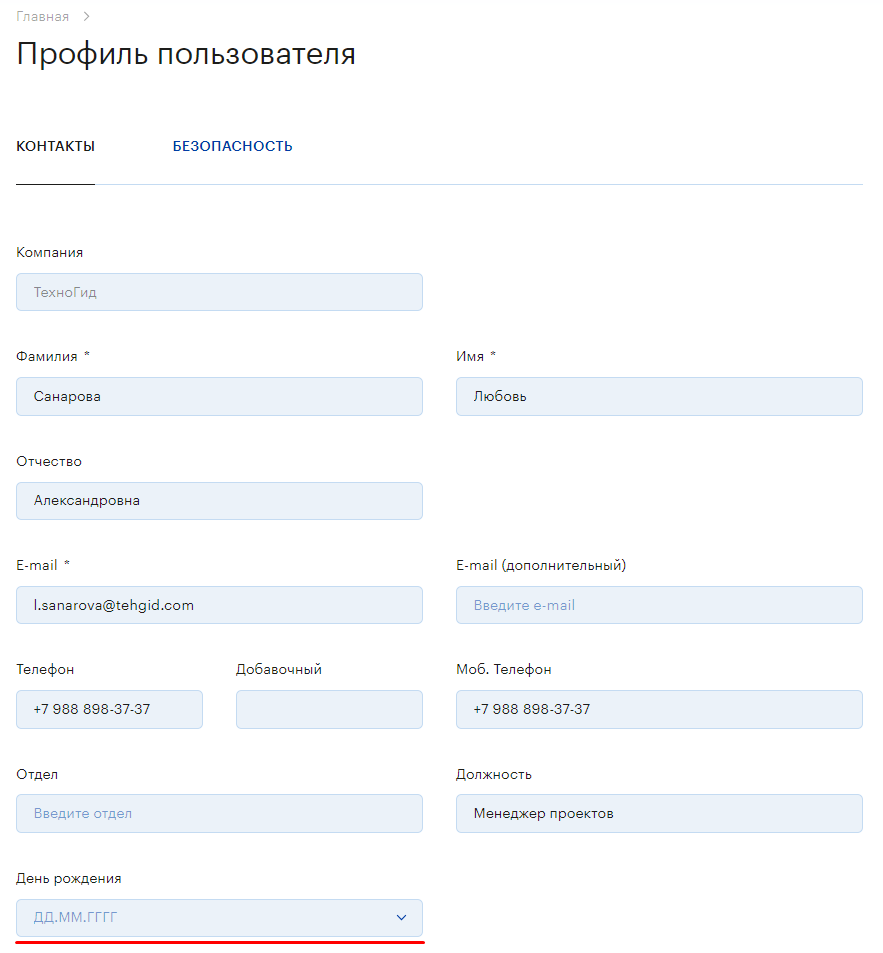 Главная
Профиль пользователя
КОНТАКТЫ БЕЗОПАСНОСТЬ
Компания
ТехноГид
Фамилия * Имя *
Санарова Любовь
Отчество
Александровна
E-mail * E-mail (дополнительный)
l.sanarova@tehgid.com Введите e-mail
Телефон Добавочный Моб. Телефон
+7 988 898-37-37 +7 988 898-37-37
Отдел Должность
Введите отдел Менеджер проектов
День рождения
ДД.ММ.ГГГГ